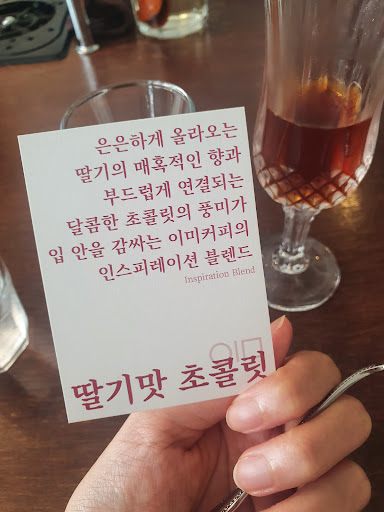 은은하게 올라오는
딸기의 매혹적인 향과
부드럽게 연결되는
달콤한 초콜릿의 풍미가
입 안을 감싸는 이미커피의
인스피레이션 블렌드
Inspiration Blend
이미
딸기맛 초콜릿